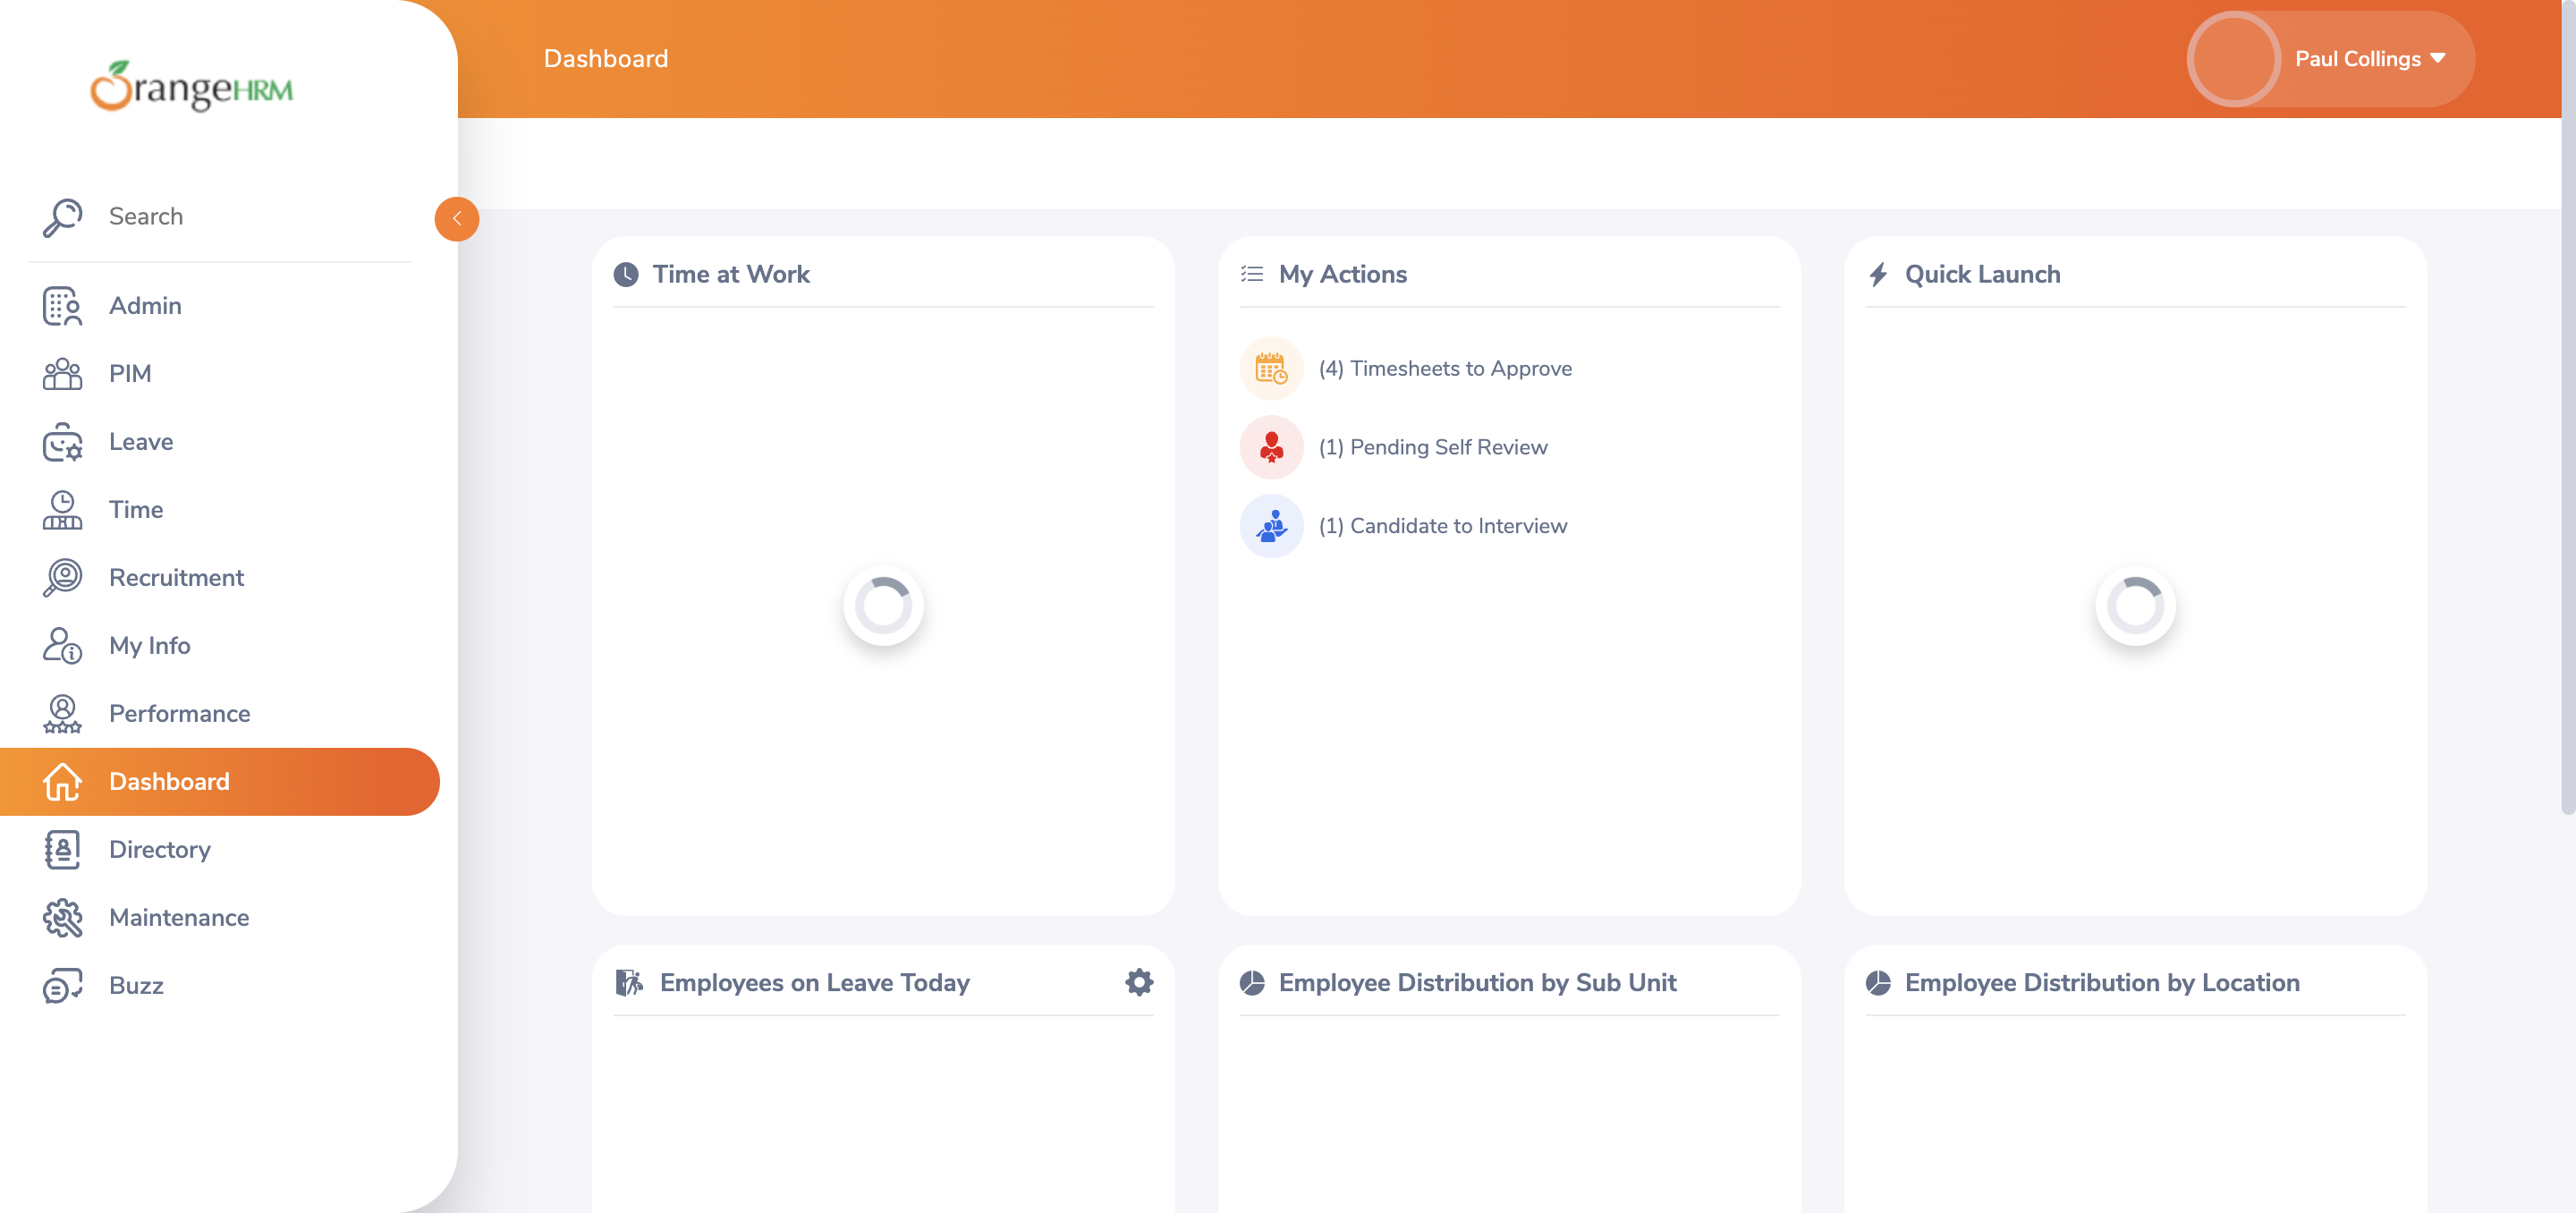 OrangeHRM
Search
Admin
PIM
Leave
Time
Recruitment
My Info
Performance
Dashboard
Directory
Maintenance
Buzz
Dashboard
Paul Collings
Time at Work
My Actions
(4) Timesheets to Approve
(1) Pending Self Review
(1) Candidate to Interview
Quick Launch
Employees on Leave Today
Employee Distribution by Sub Unit
Employee Distribution by Location